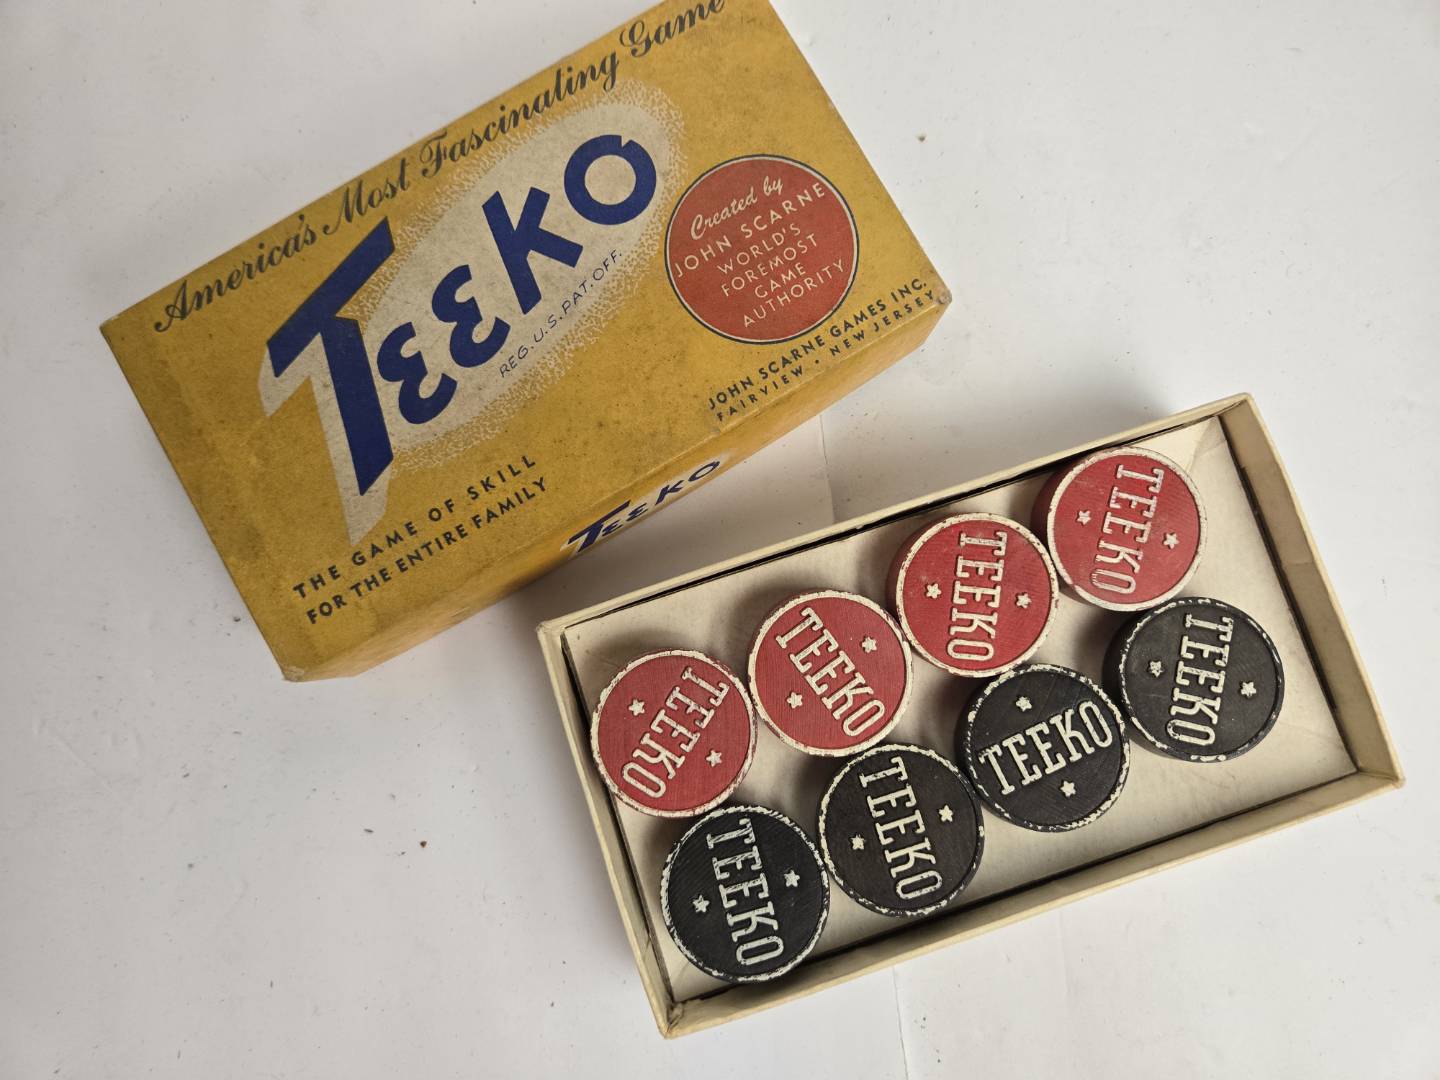 America's Most Fascinating Game
TEEKO
REG. U.S. PAT. OFF.
Created by
JOHN SCARNE
WORLD'S
FOREMOST
GAME
AUTHORITY
JOHN SCARNE GAMES INC.
FAIRVIEW • NEW JERSEY
THE GAME OF SKILL
FOR THE ENTIRE FAMILY
TEEKO
TEEKO
TEEKO
TEEKO
TEEKO
TEEKO
TEEKO
TEEKO
TEEKO